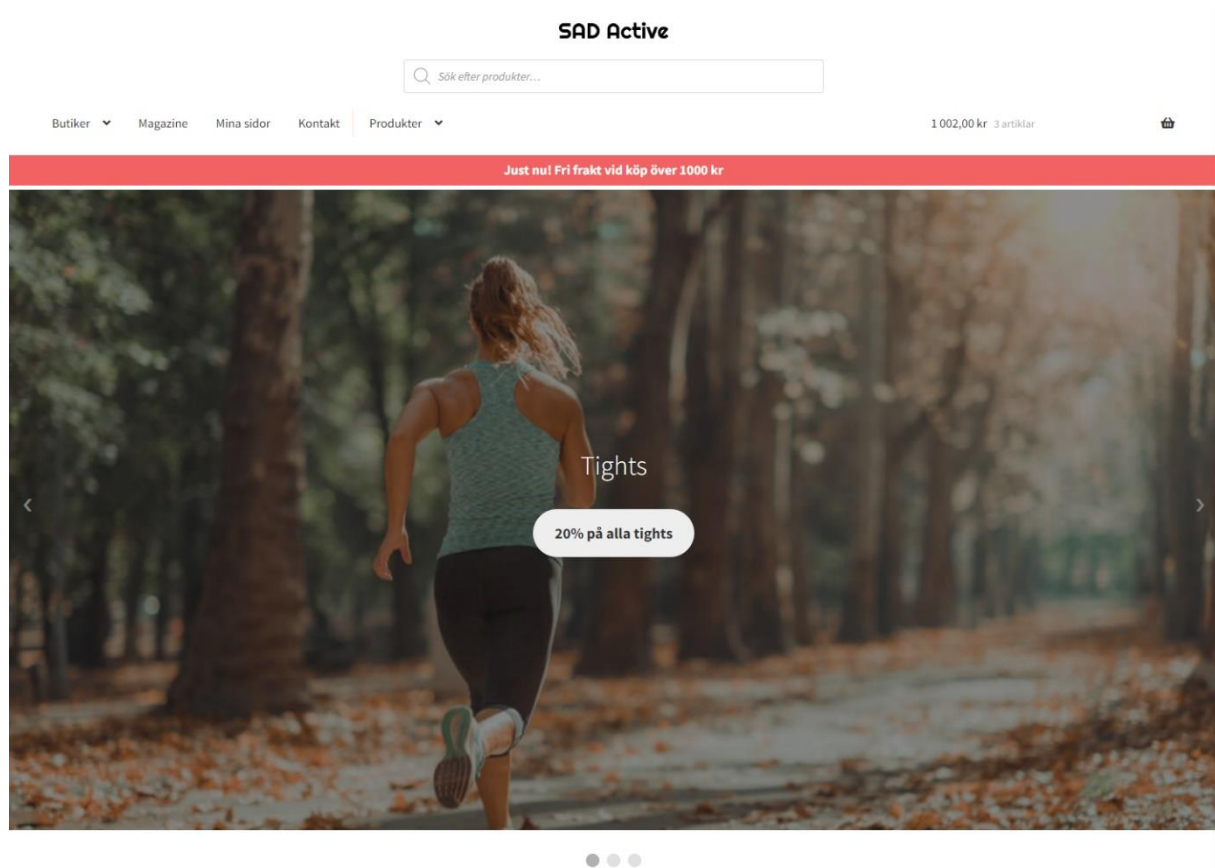 SAD Active
Sök efter produkter...
Butiker Magazine Mina sidor Kontakt Produkter 1 002,00 kr 3 artiklar
Just nu! Fri frakt vid köp över 1000 kr
Tights
20% på alla tights